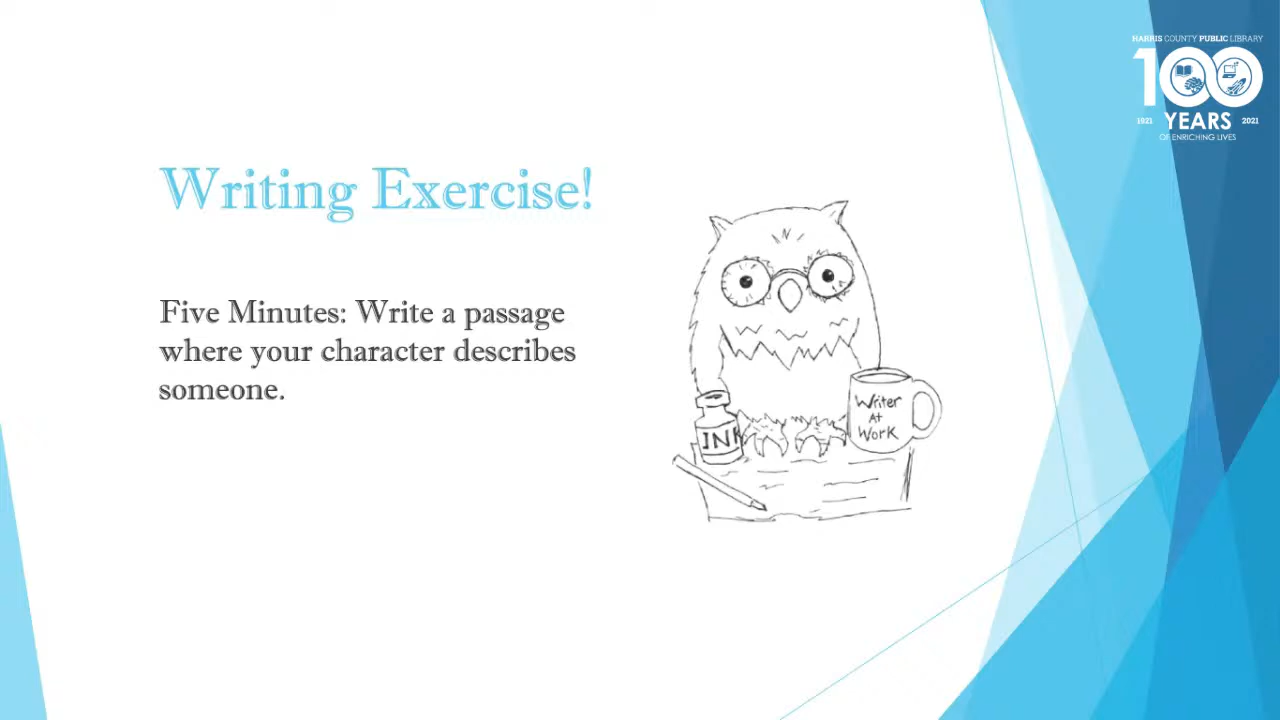 HARRIS COUNTY PUBLIC LIBRARY
100
1921 YEARS 2021
OF ENRICHING LIVES
Writing Exercise!
Five Minutes: Write a passage
where your character describes
someone.
Writer
At
Work
INK